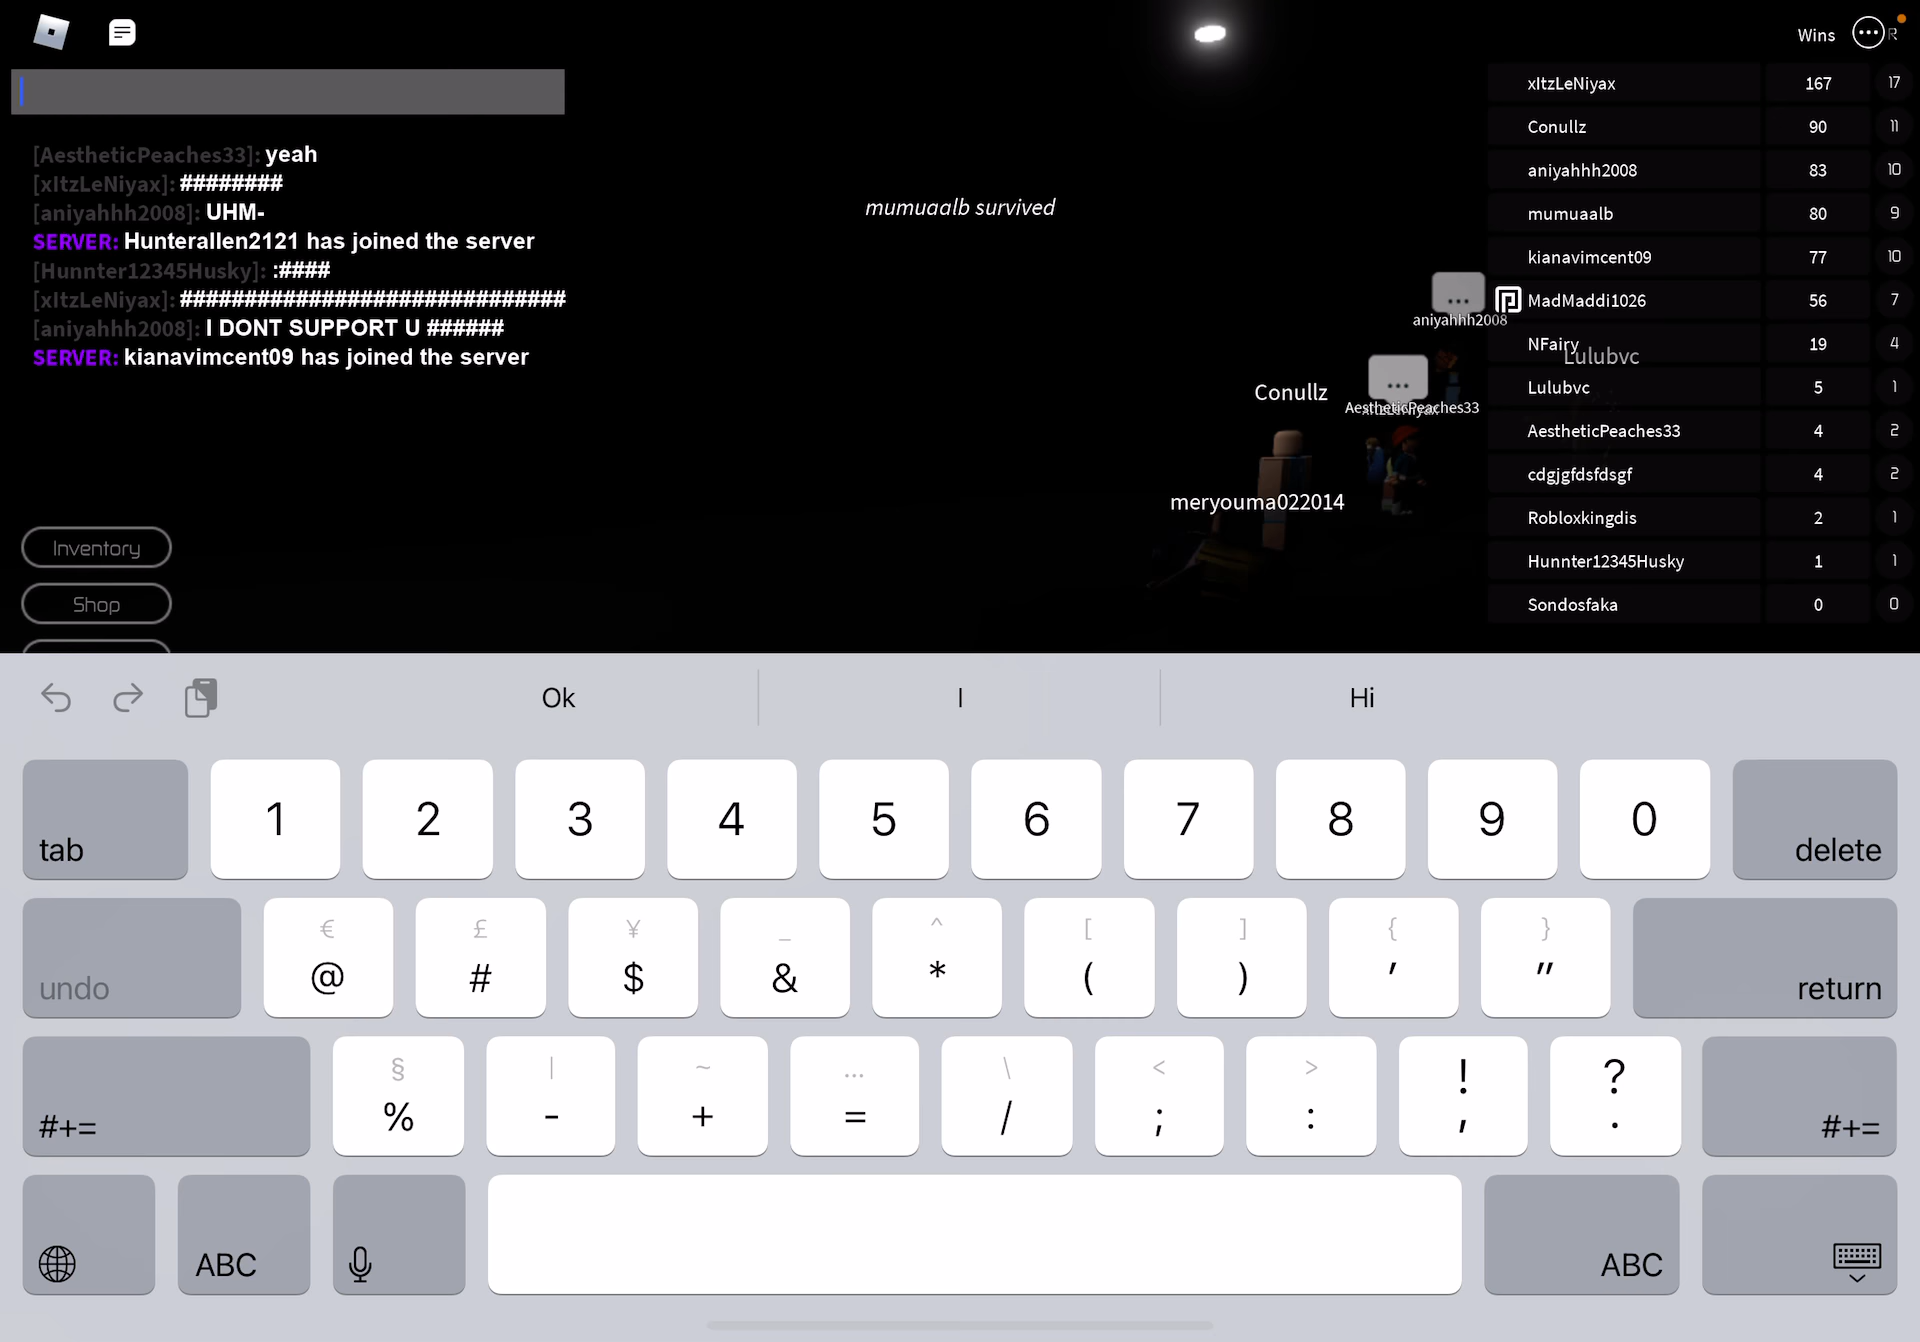 Wins
R
xItzLeNiyax 167 17
Conullz 90 11
aniyahhh2008 83 10
mumuaalb 80 9
kianavimcent09 77 10
MadMaddi1026 56 7
NFairy 19 4
Lulubvc 5 1
AestheticPeaches33 4 2
cdgjgfdsfdsgf 4 2
Robloxkingdis 2 1
Hunnter12345Husky 1 1
Sondosfaka 0 0
[AestheticPeaches33]: yeah
[xItzLeNiyax]: ########
[aniyahhh2008]: UHM-
SERVER: Hunterallen2121 has joined the server
[Hunnter12345Husky]: :####
[xItzLeNiyax]: ##############################
[aniyahhh2008]: I DONT SUPPORT U ######
SERVER: kianavimcent09 has joined the server
mumuaalb survived
...
aniyahhh2008
Lulubvc
...
Conullz
AestheticPeaches33
xItzLeNiyax
meryouma022014
Inventory
Shop
Ok I Hi
tab 1 2 3 4 5 6 7 8 9 0 delete
€ £ ¥ _ ^ [ ] { }
undo @ # $ & * ( ) ' " return
§ | ~ ... \ < > ! ?
#+= % - + = / ; : , . #+=
ABC ABC